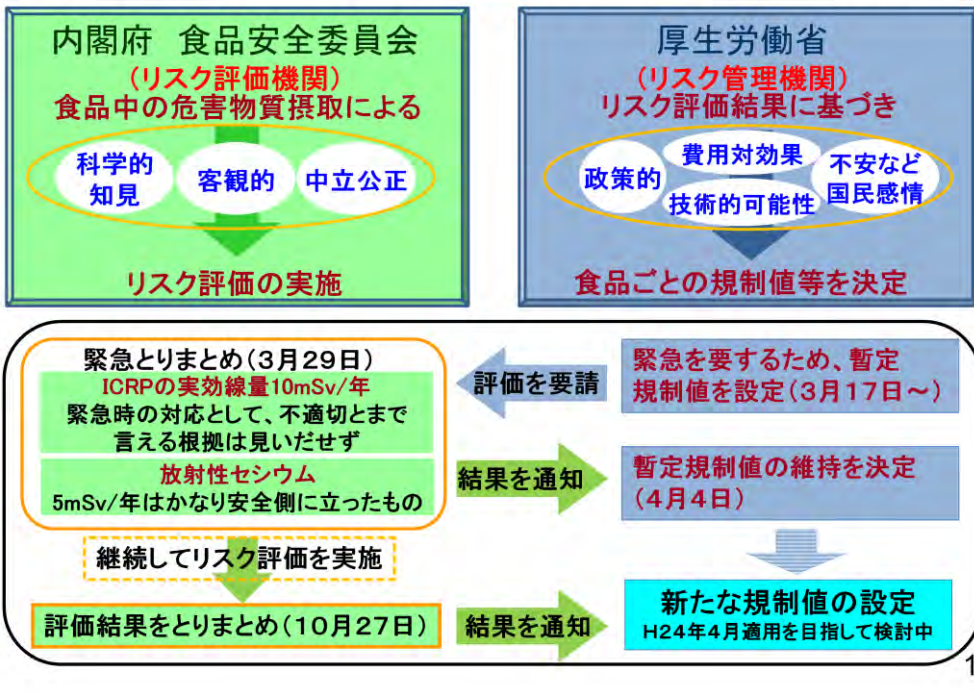 内閣府 食品安全委員会
(リスク評価機関)
食品中の危害物質摂取による
科学的
知見
客観的
中立公正
リスク評価の実施
厚生労働省
(リスク管理機関)
リスク評価結果に基づき
政策的
費用対効果
技術的可能性
不安など
国民感情
食品ごとの規制値等を決定
緊急を要するため、暫定
規制値を設定(3月17日~)
評価を要請
緊急とりまとめ(3月29日)
ICRPの実効線量10mSv/年
緊急時の対応として、不適切とまで
言える根拠は見いだせず
放射性セシウム
5mSv/年はかなり安全側に立ったもの
結果を通知
暫定規制値の維持を決定
(4月4日)
継続してリスク評価を実施
評価結果をとりまとめ(10月27日)
結果を通知
新たな規制値の設定
H24年4月適用を目指して検討中
1